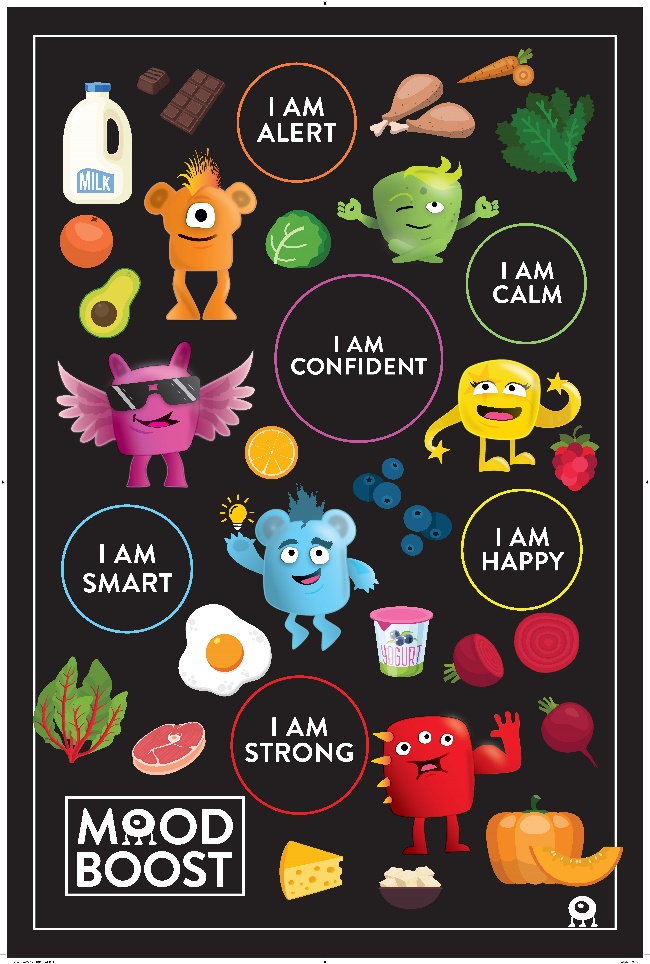 I AM
ALERT
MILK
I AM
CALM
I AM
CONFIDENT
I AM
SMART
I AM
HAPPY
YOGURT
I AM
STRONG
MOOD
BOOST